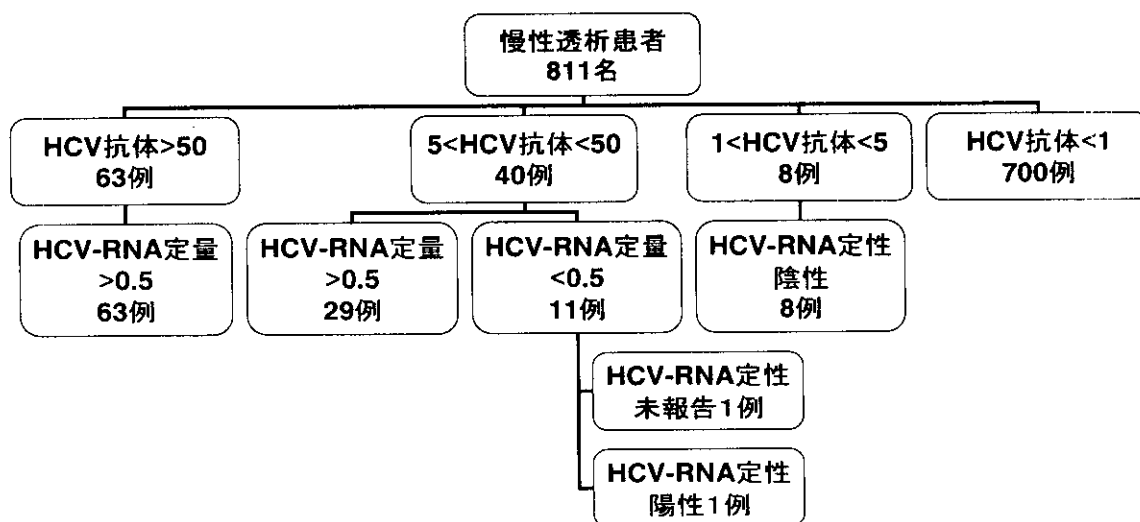 慢性透析患者
811名
HCV抗体>50
63例
5<HCV抗体<50
40例
1<HCV抗体<5
8例
HCV抗体<1
700例
HCV-RNA定量
>0.5
63例
HCV-RNA定量
>0.5
29例
HCV-RNA定量
<0.5
11例
HCV-RNA定性
陰性
8例
HCV-RNA定性
未報告1例
HCV-RNA定性
陽性1例